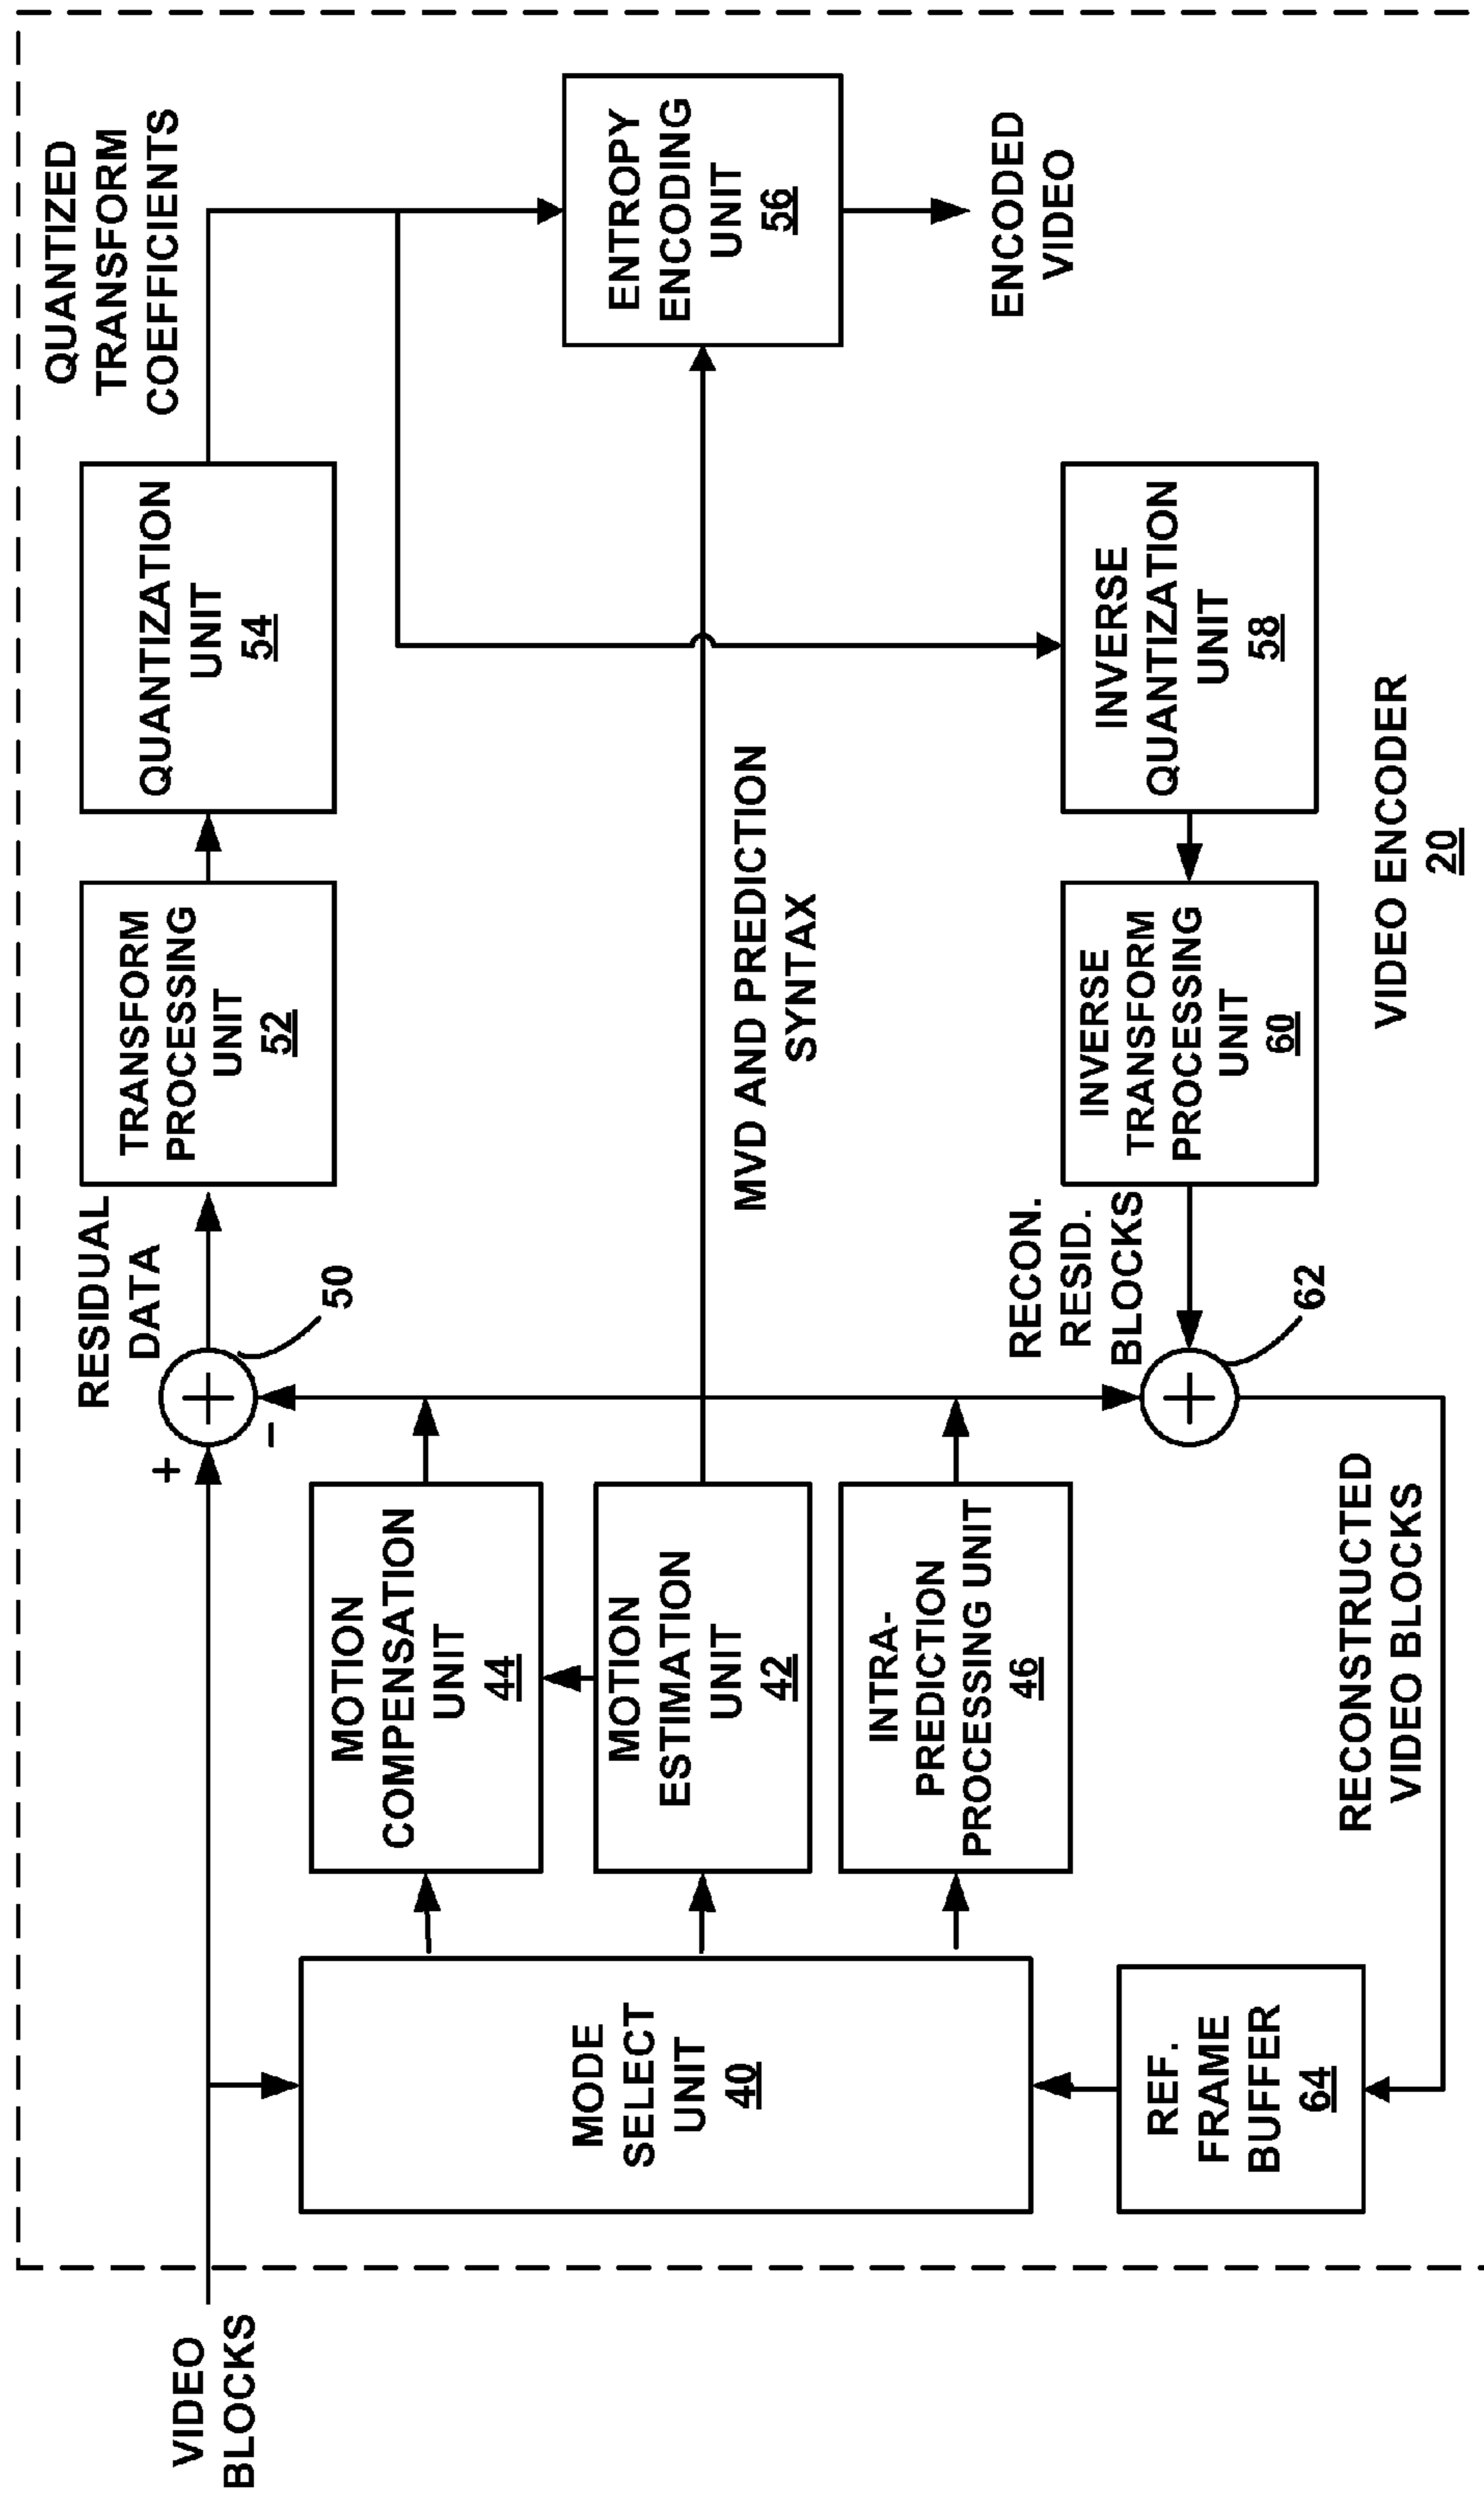 VIDEO
BLOCKS
+
−
50
RESIDUAL
DATA
TRANSFORM
PROCESSING
UNIT
52
QUANTIZATION
UNIT
54
QUANTIZED
TRANSFORM
COEFFICIENTS
MODE
SELECT
UNIT
40
MOTION
COMPENSATION
UNIT
44
MOTION
ESTIMATION
UNIT
42
INTRA-
PREDICTION
PROCESSING UNIT
46
MVD AND PREDICTION
SYNTAX
ENTROPY
ENCODING
UNIT
56
ENCODED
VIDEO
REF.
FRAME
BUFFER
64
RECONSTRUCTED
VIDEO BLOCKS
RECON.
RESID.
BLOCKS
62
INVERSE
TRANSFORM
PROCESSING
UNIT
60
INVERSE
QUANTIZATION
UNIT
58
VIDEO ENCODER
20